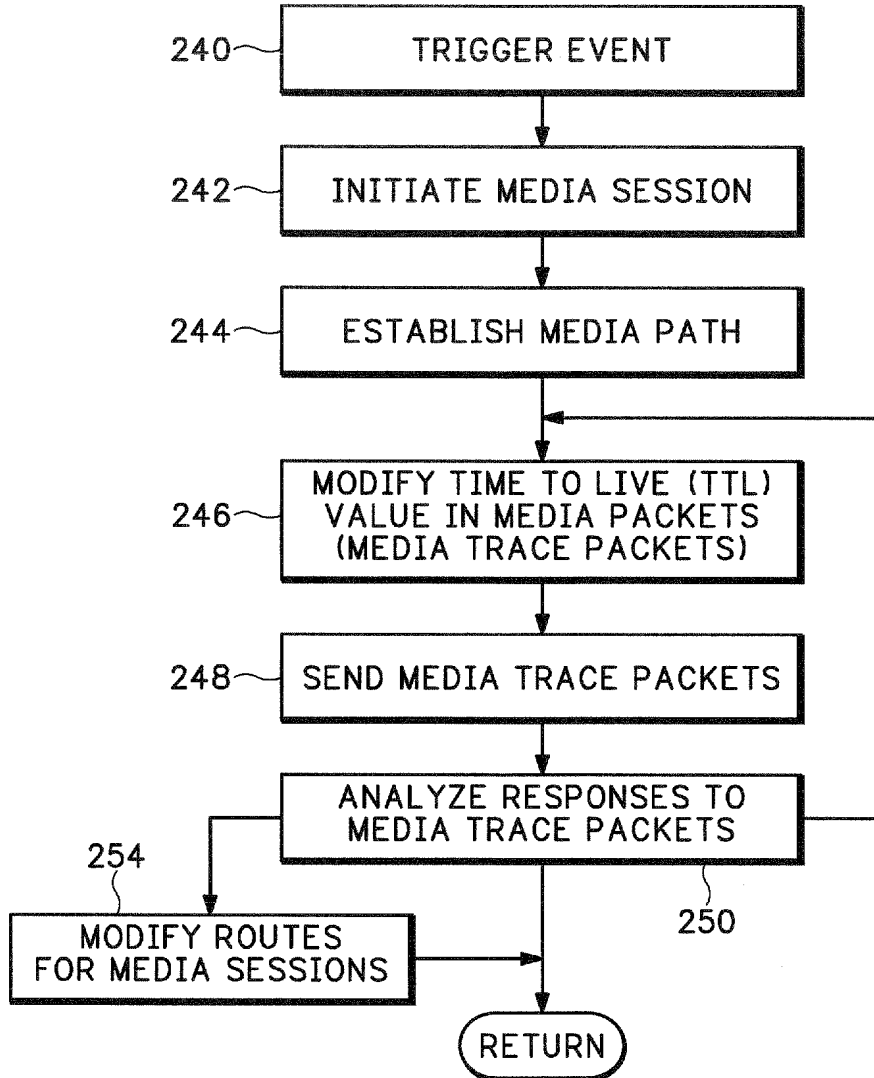 240
TRIGGER EVENT
242
INITIATE MEDIA SESSION
244
ESTABLISH MEDIA PATH
246
MODIFY TIME TO LIVE (TTL)
VALUE IN MEDIA PACKETS
(MEDIA TRACE PACKETS)
248
SEND MEDIA TRACE PACKETS
ANALYZE RESPONSES TO
MEDIA TRACE PACKETS
250
254
MODIFY ROUTES
FOR MEDIA SESSIONS
RETURN